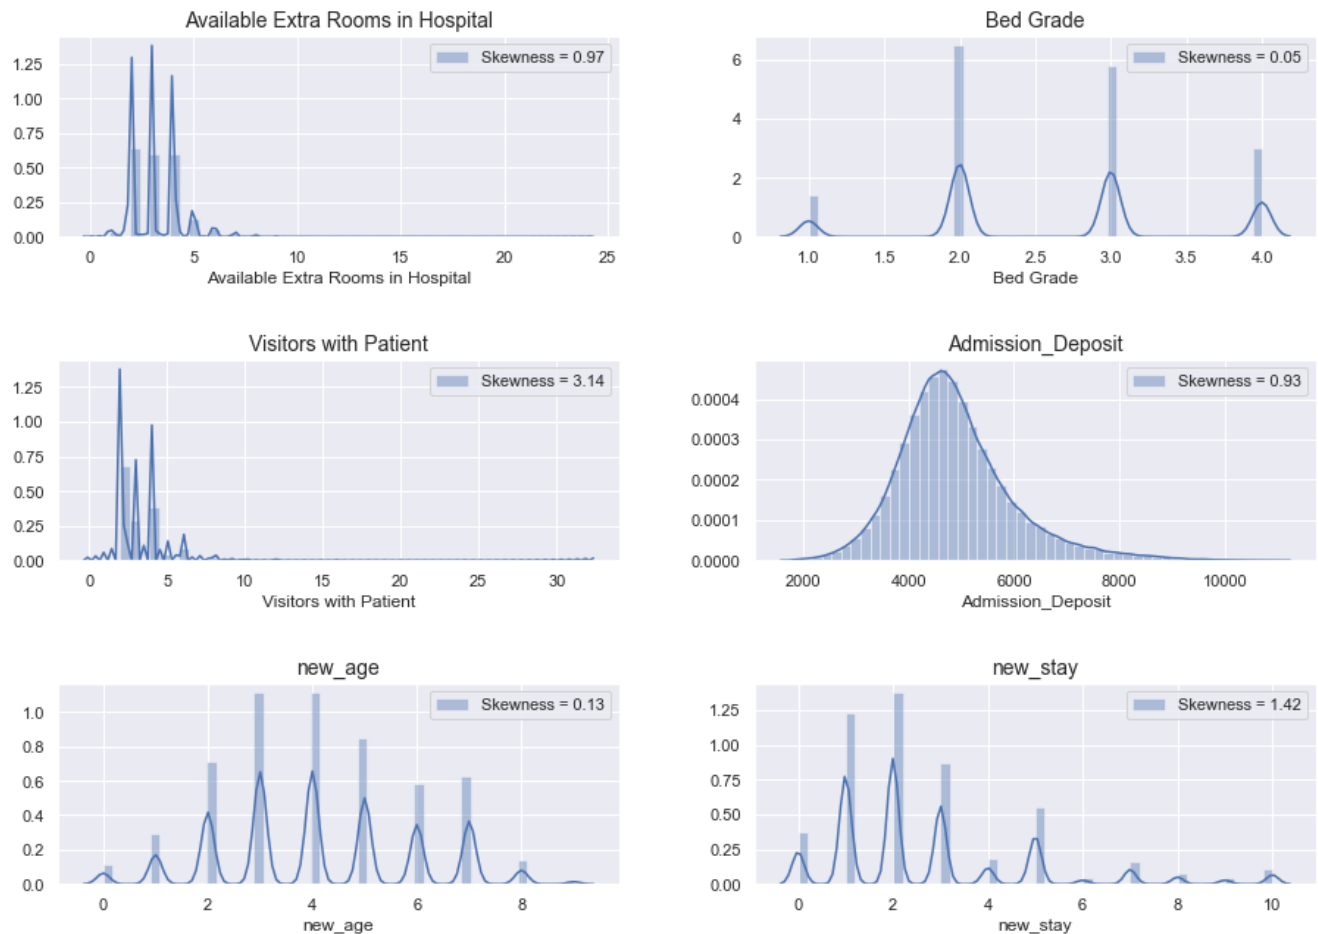 Available Extra Rooms in Hospital
Skewness = 0.97
1.25
1.00
0.75
0.50
0.25
0.00
0 5 10 15 20 25
Available Extra Rooms in Hospital
Bed Grade
Skewness = 0.05
6
4
2
0
1.0 1.5 2.0 2.5 3.0 3.5 4.0
Bed Grade
Visitors with Patient
Skewness = 3.14
1.25
1.00
0.75
0.50
0.25
0.00
0 5 10 15 20 25 30
Visitors with Patient
Admission_Deposit
Skewness = 0.93
0.0004
0.0003
0.0002
0.0001
0.0000
2000 4000 6000 8000 10000
Admission_Deposit
new_age
Skewness = 0.13
1.0
0.8
0.6
0.4
0.2
0.0
0 2 4 6 8
new_age
new_stay
Skewness = 1.42
1.25
1.00
0.75
0.50
0.25
0.00
0 2 4 6 8 10
new_stay